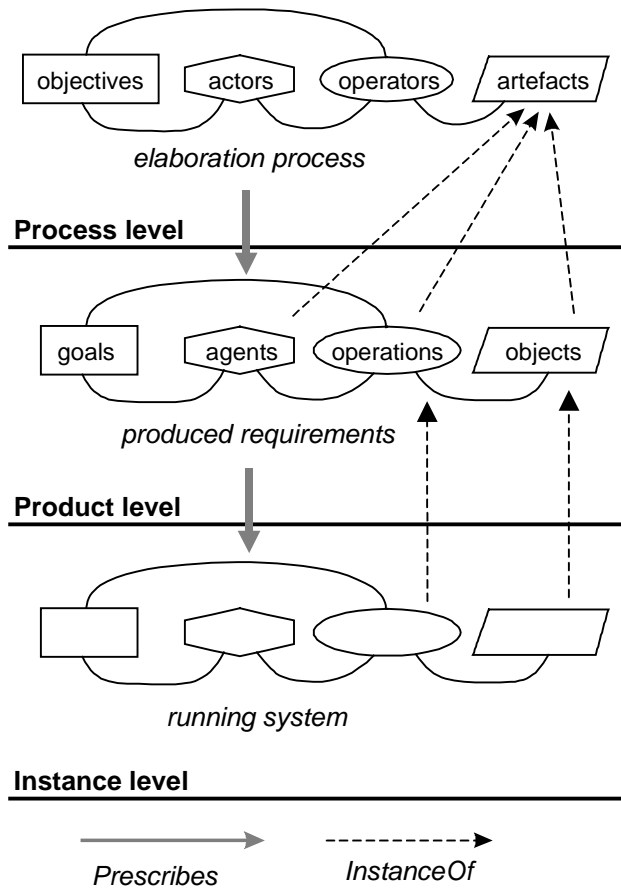 objectives actors operators artefacts
elaboration process
Process level
goals agents operations objects
produced requirements
Product level
running system
Instance level
Prescribes InstanceOf